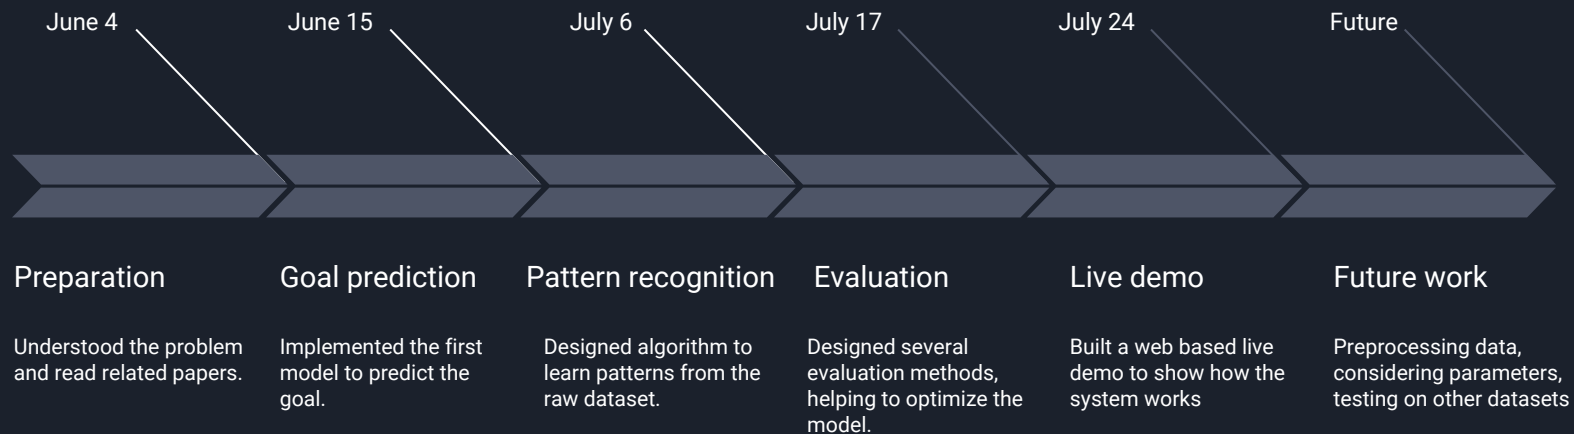 June 4
June 15
July 6
July 17
July 24
Future
Preparation
Goal prediction
Pattern recognition
Evaluation
Live demo
Future work
Understood the problem
and read related papers.
Implemented the first
model to predict the
goal.
Designed algorithm to
learn patterns from the
raw dataset.
Designed several
evaluation methods,
helping to optimize the
model.
Built a web based live
demo to show how the
system works
Preprocessing data,
considering parameters,
testing on other datasets